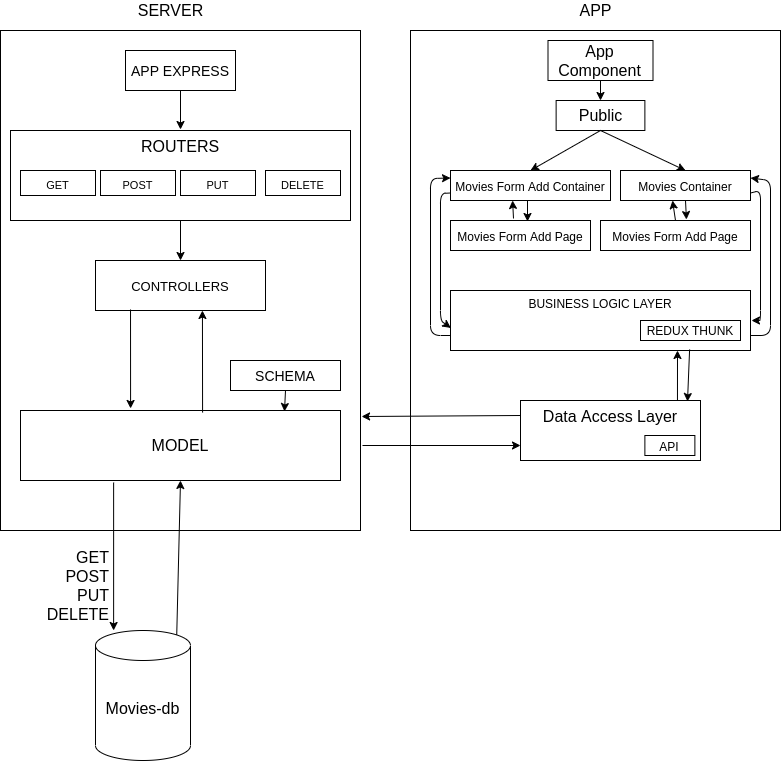 SERVER
APP EXPRESS
ROUTERS
GET
POST
PUT
DELETE
CONTROLLERS
SCHEMA
MODEL
GET
POST
PUT
DELETE
Movies-db
APP
App
Component
Public
Movies Form Add Container
Movies Container
Movies Form Add Page
Movies Form Add Page
BUSINESS LOGIC LAYER
REDUX THUNK
Data Access Layer
API